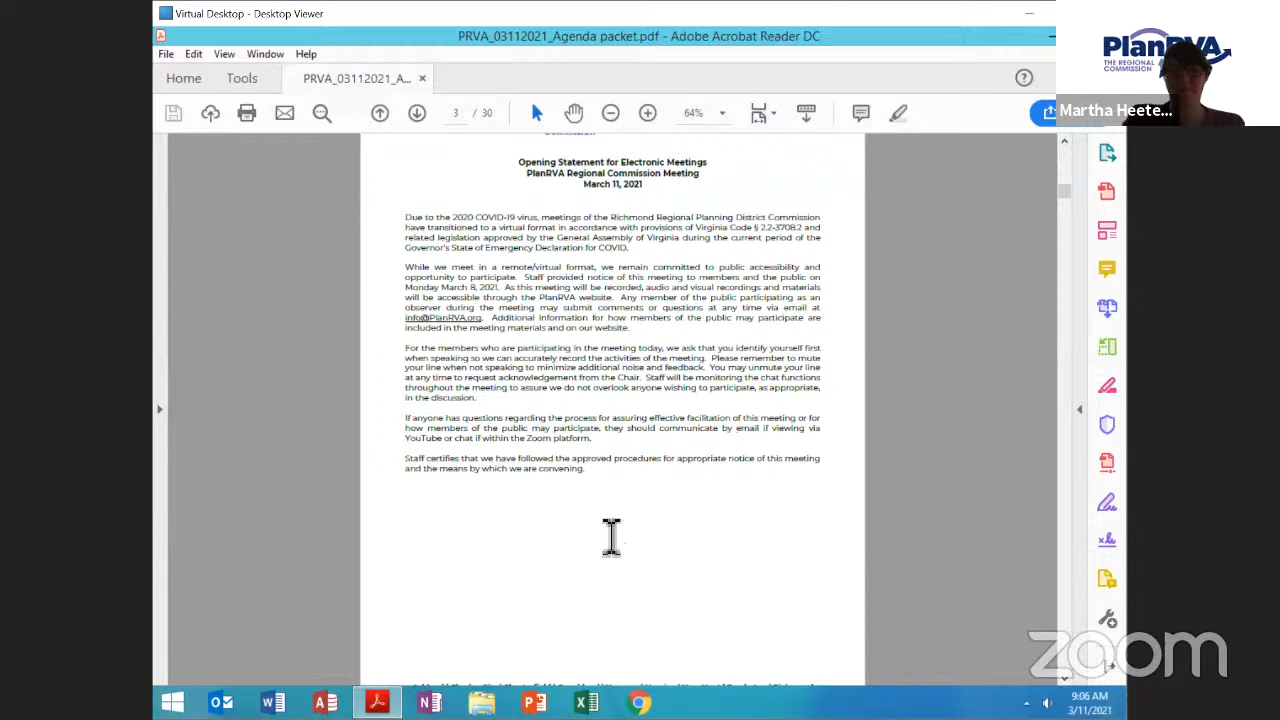 Virtual Desktop - Desktop Viewer
PRVA_03112021_Agenda packet.pdf - Adobe Acrobat Reader DC
PlanRVA
THE REGIONAL
COMMISSION
Martha Heete...
File Edit View Window Help
Home Tools PRVA_03112021_A... ×
3 / 30 64%
Opening Statement for Electronic Meetings
PlanRVA Regional Commission Meeting
March 11, 2021
Due to the 2020 COVID-19 virus, meetings of the Richmond Regional Planning District Commission
have transitioned to a virtual format in accordance with provisions of Virginia Code § 2.2-3708.2 and
related legislation approved by the General Assembly of Virginia during the current period of the
Governor's State of Emergency Declaration for COVID.
While we meet in a remote/virtual format, we remain committed to public accessibility and
opportunity to participate. Staff provided notice of this meeting to members and the public on
Monday March 8, 2021. As this meeting will be recorded, audio and visual recordings and materials
will be accessible through the PlanRVA website. Any member of the public participating as an
observer during the meeting may submit comments or questions at any time via email at
info@PlanRVA.org. Additional information for how members of the public may participate are
included in the meeting materials and on our website.
For the members who are participating in the meeting today, we ask that you identify yourself first
when speaking so we can accurately record the activities of the meeting. Please remember to mute
your line when not speaking to minimize additional noise and feedback. You may unmute your line
at any time to request acknowledgement from the Chair. Staff will be monitoring the chat functions
throughout the meeting to assure we do not overlook anyone wishing to participate, as appropriate,
in the discussion.
If anyone has questions regarding the process for assuring effective facilitation of this meeting or for
how members of the public may participate, they should communicate by email if viewing via
YouTube or chat if within the Zoom platform.
Staff certifies that we have followed the approved procedures for appropriate notice of this meeting
and the means by which we are convening.
zoom
9:06 AM
3/11/2021